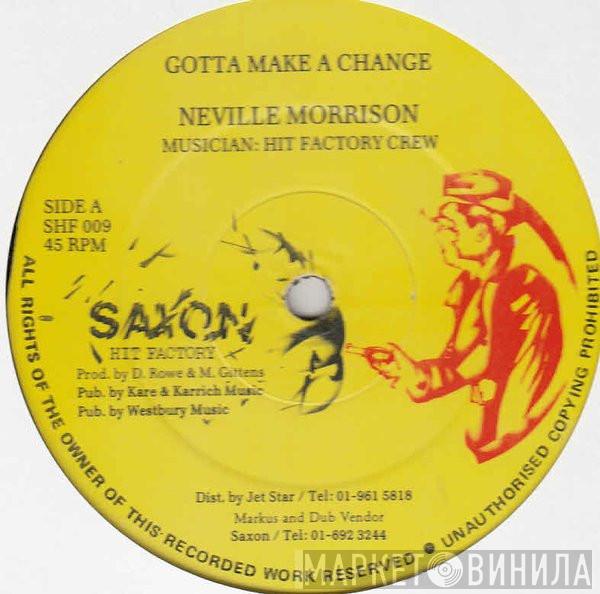 GOTTA MAKE A CHANGE
NEVILLE MORRISON
MUSICIAN: HIT FACTORY CREW
SIDE A
SHF 009
45 RPM
SAXON
HIT FACTORY
Prod. by D. Rowe & M. Gittens
Pub. by Kare & Karrich Music
Pub. by Westbury Music
Dist. by Jet Star / Tel: 01-961 5818
Markus and Dub Vendor
Saxon / Tel: 01-692 3244
ALL RIGHTS OF THE OWNER OF THIS RECORDED WORK RESERVED ● UNAUTHORISED COPYING PROHIBITED
МАРКЕТ ВИНИЛА